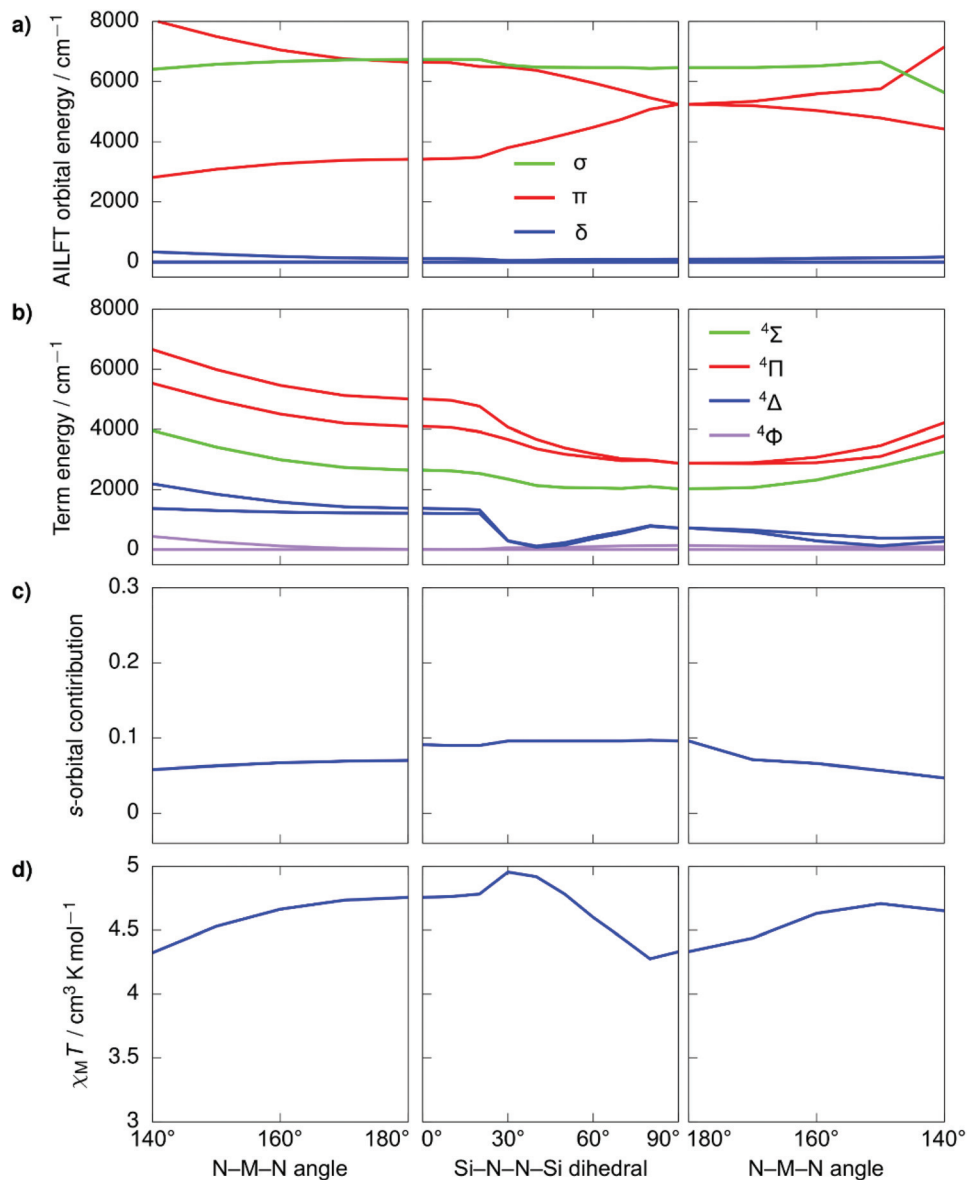 a)
AILFT orbital energy / cm−1
8000
6000
4000
2000
0
σ
π
δ
b)
Term energy / cm−1
8000
6000
4000
2000
0
4Σ
4Π
4Δ
4Φ
c)
s-orbital contiribution
0.3
0.2
0.1
0
d)
χMT / cm3 K mol−1
5
4.5
4
3.5
3
140° 160° 180° 0° 30° 60° 90° 180° 160° 140°
N–M–N angle Si–N–N–Si dihedral N–M–N angle